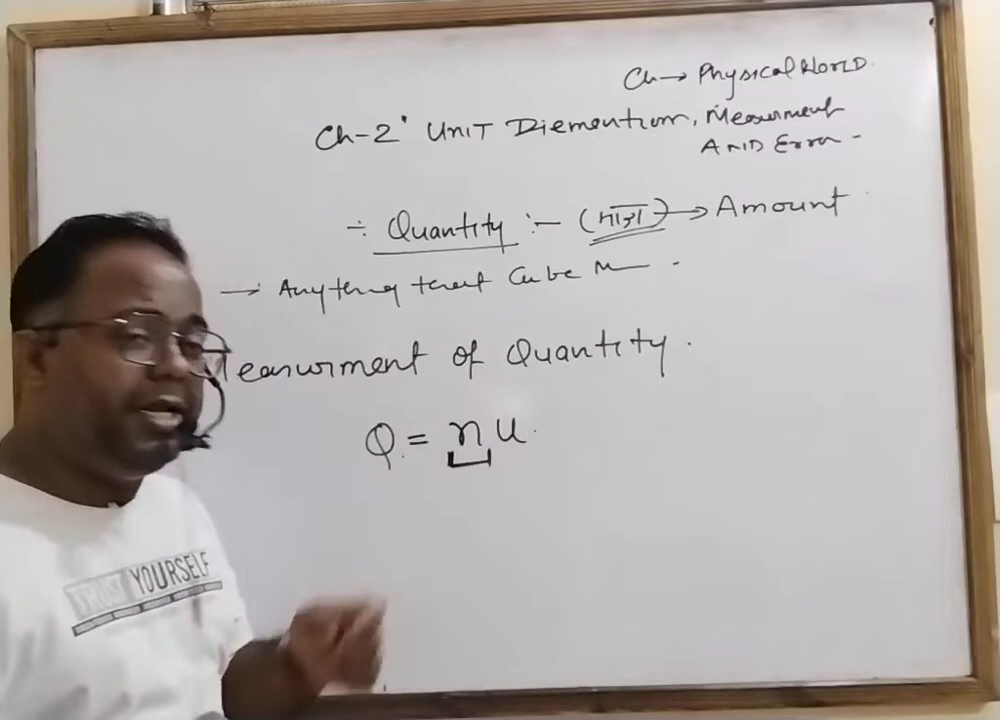 Ch → Physical World
Ch-2 UNIT Diemention, Measurment
AND Error -
÷ Quantity :- (मात्रा) → Amount
→ Anything that Can be M
easurment of Quantity.
Q = n u
TRUST YOURSELF